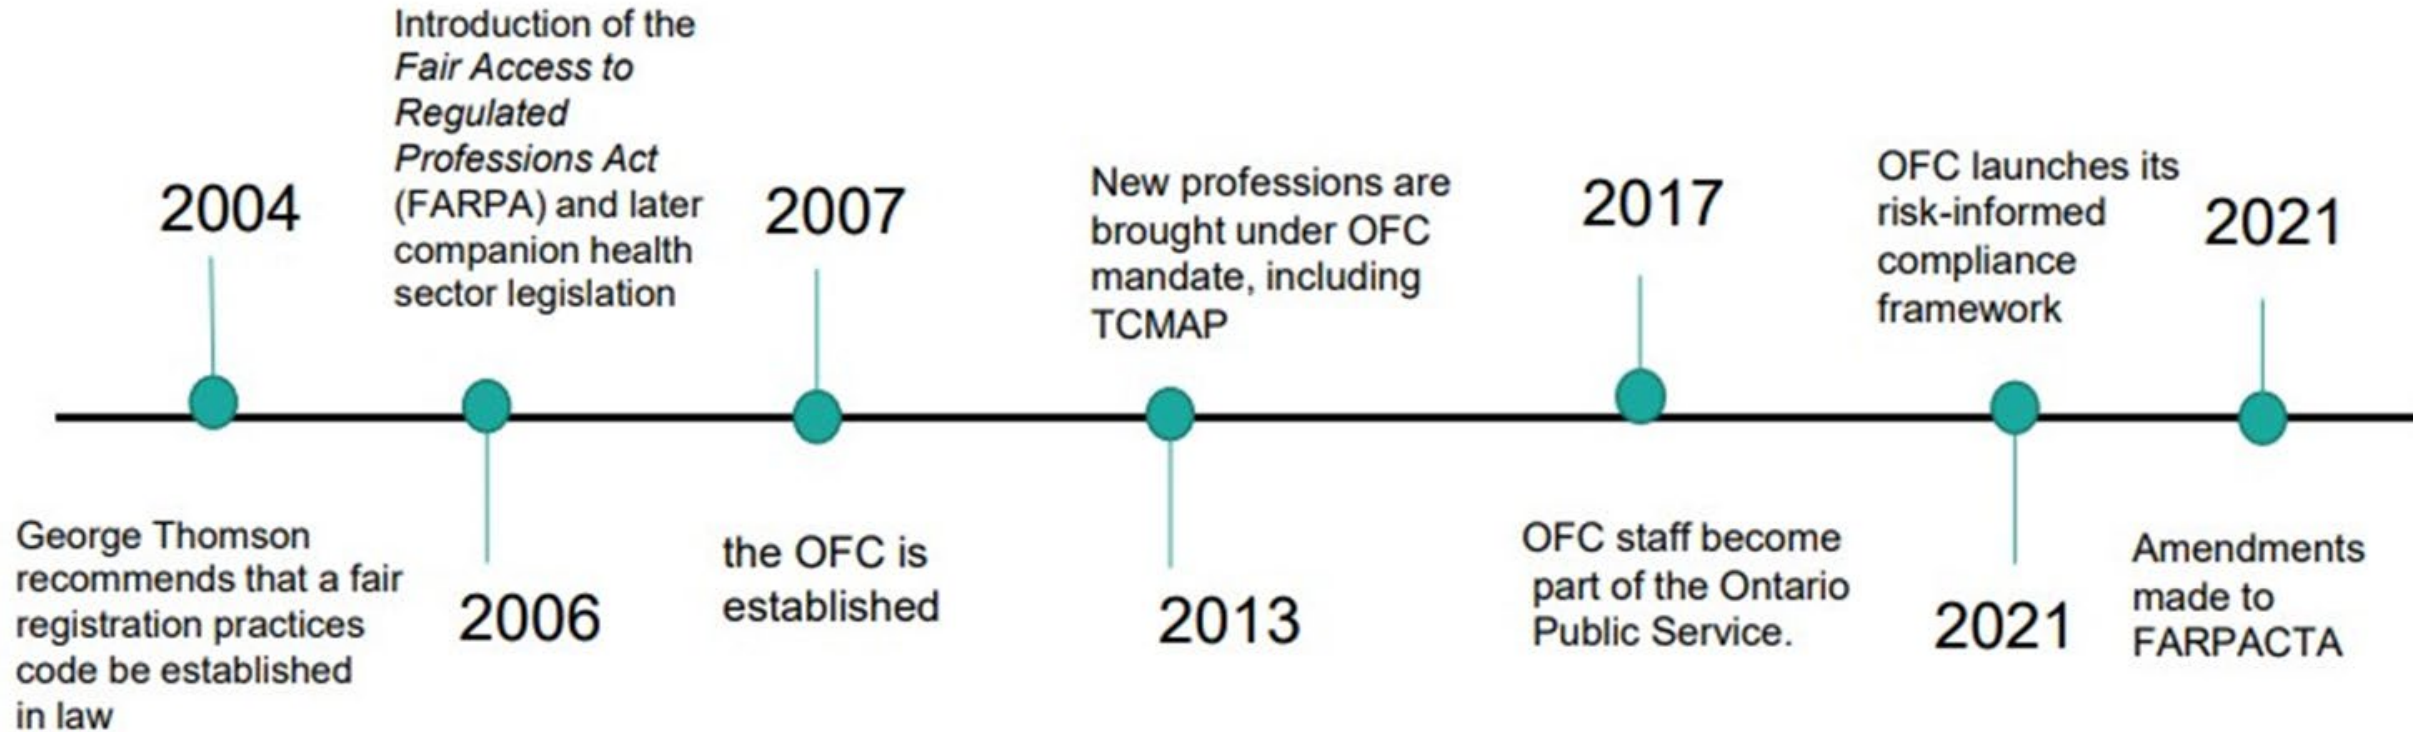 2004
George Thomson
recommends that a fair
registration practices
code be established
in law
Introduction of the
Fair Access to
Regulated
Professions Act
(FARPA) and later
companion health
sector legislation
2006
2007
the OFC is
established
New professions are
brought under OFC
mandate, including
TCMAP
2013
2017
OFC staff become
part of the Ontario
Public Service.
OFC launches its
risk-informed
compliance
framework
2021
2021
Amendments
made to
FARPACTA